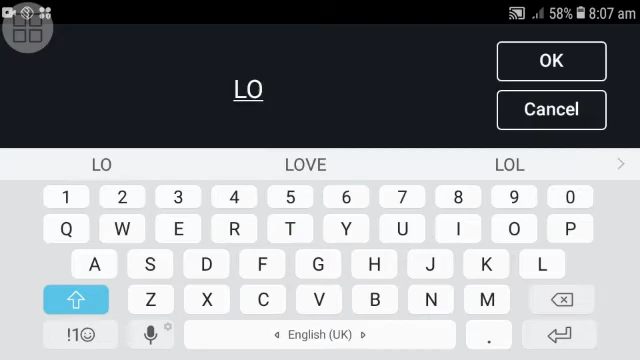 58% 8:07 am
OK
LO
Cancel
LO LOVE LOL
1 2 3 4 5 6 7 8 9 0
Q W E R T Y U I O P
A S D F G H J K L
Z X C V B N M
!1☺ English (UK) .